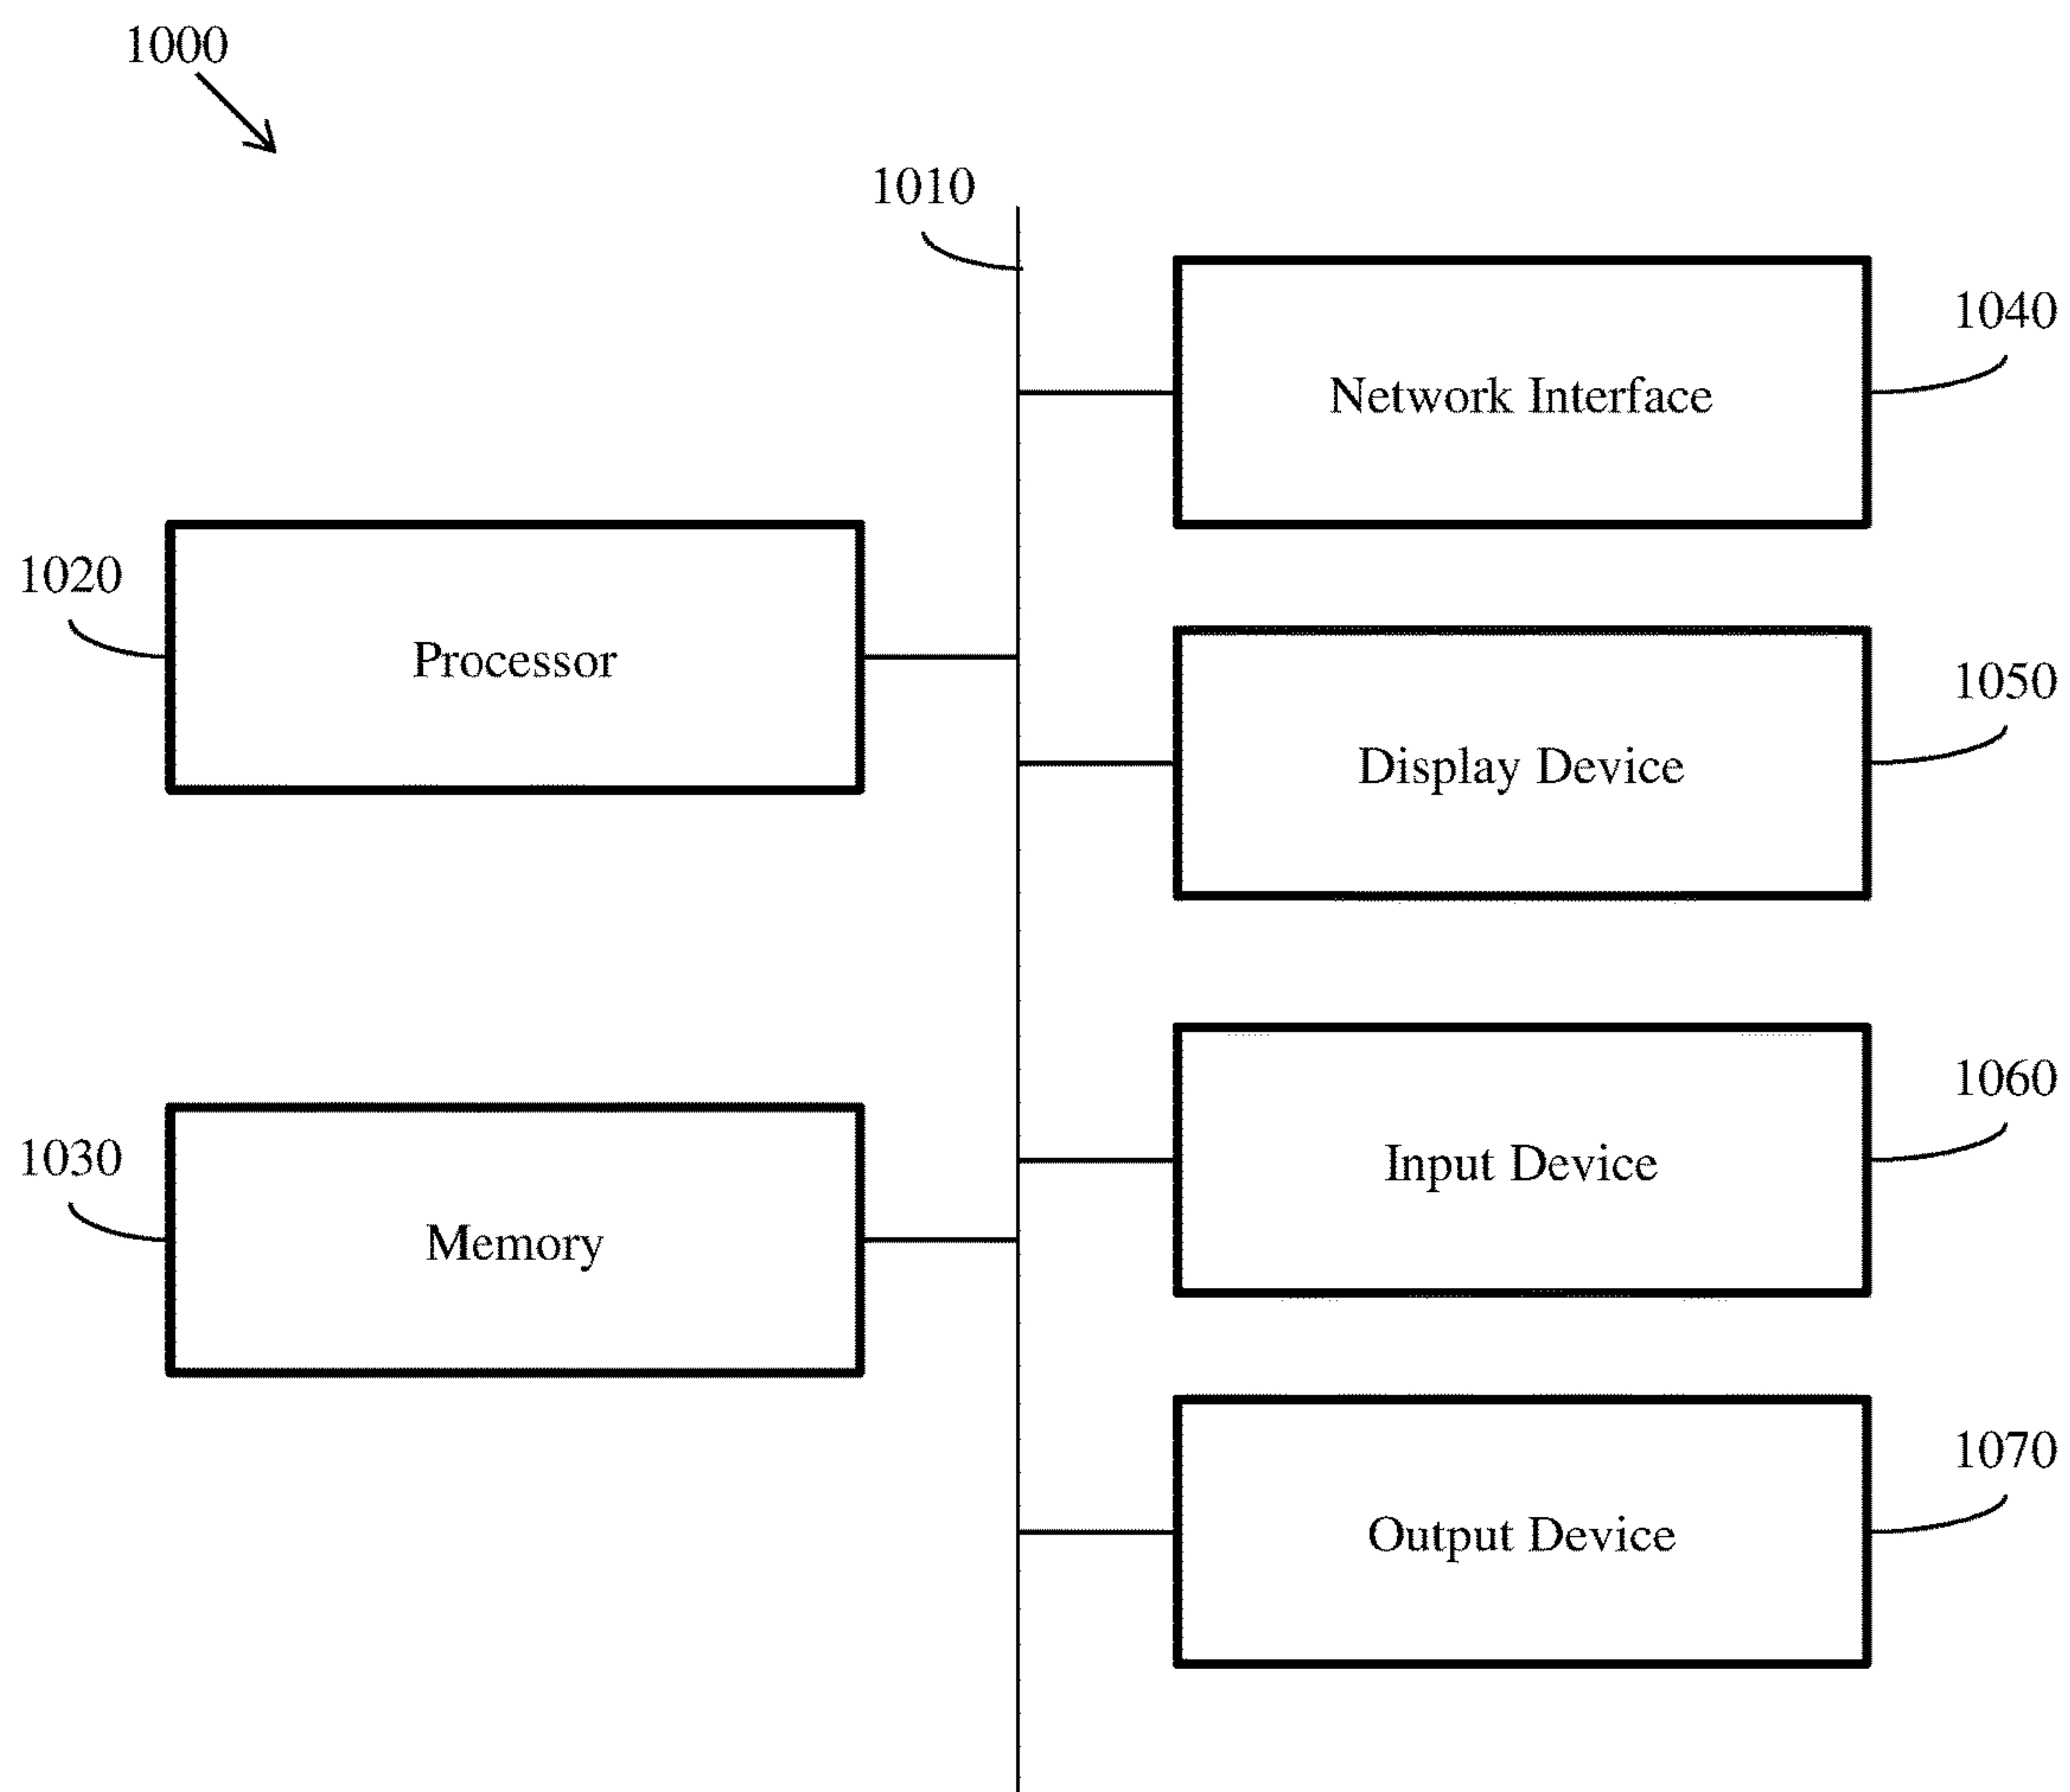 1000
1010
1040
Network Interface
1020
Processor
1050
Display Device
1060
Input Device
1030
Memory
1070
Output Device